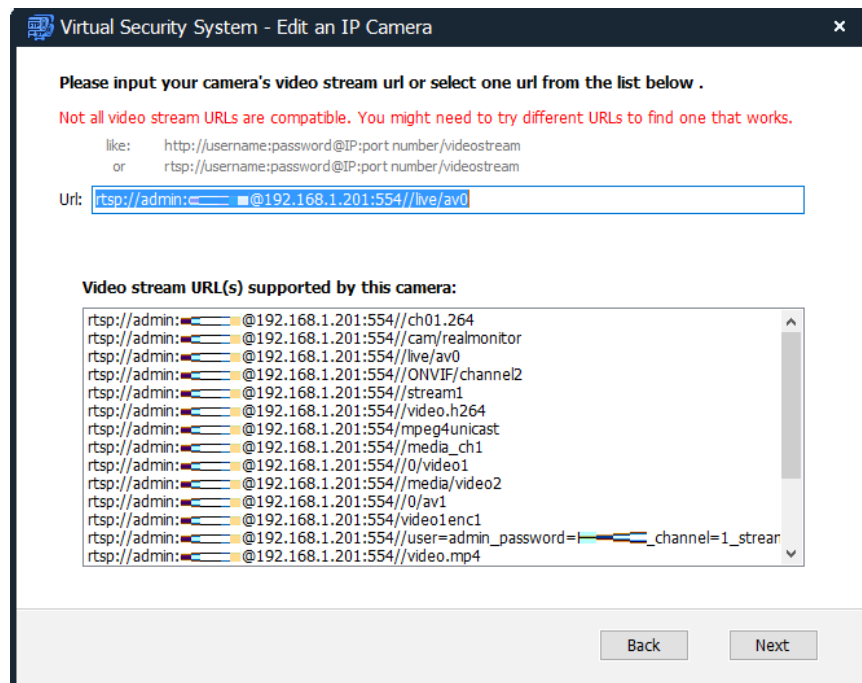 Virtual Security System - Edit an IP Camera
Please input your camera's video stream url or select one url from the list below .
Not all video stream URLs are compatible. You might need to try different URLs to find one that works.
like: http://username:password@IP:port number/videostream
or rtsp://username:password@IP:port number/videostream
Url: rtsp://admin: @192.168.1.201:554//live/av0
Video stream URL(s) supported by this camera:
rtsp://admin: @192.168.1.201:554//ch01.264
rtsp://admin: @192.168.1.201:554//cam/realmonitor
rtsp://admin: @192.168.1.201:554//live/av0
rtsp://admin: @192.168.1.201:554//ONVIF/channel2
rtsp://admin: @192.168.1.201:554//stream1
rtsp://admin: @192.168.1.201:554//video.h264
rtsp://admin: @192.168.1.201:554/mpeg4unicast
rtsp://admin: @192.168.1.201:554//media_ch1
rtsp://admin: @192.168.1.201:554//0/video1
rtsp://admin: @192.168.1.201:554//media/video2
rtsp://admin: @192.168.1.201:554//0/av1
rtsp://admin: @192.168.1.201:554/video1enc1
rtsp://admin: @192.168.1.201:554//user=admin_password= _channel=1_strear
rtsp://admin: @192.168.1.201:554//video.mp4
Back Next